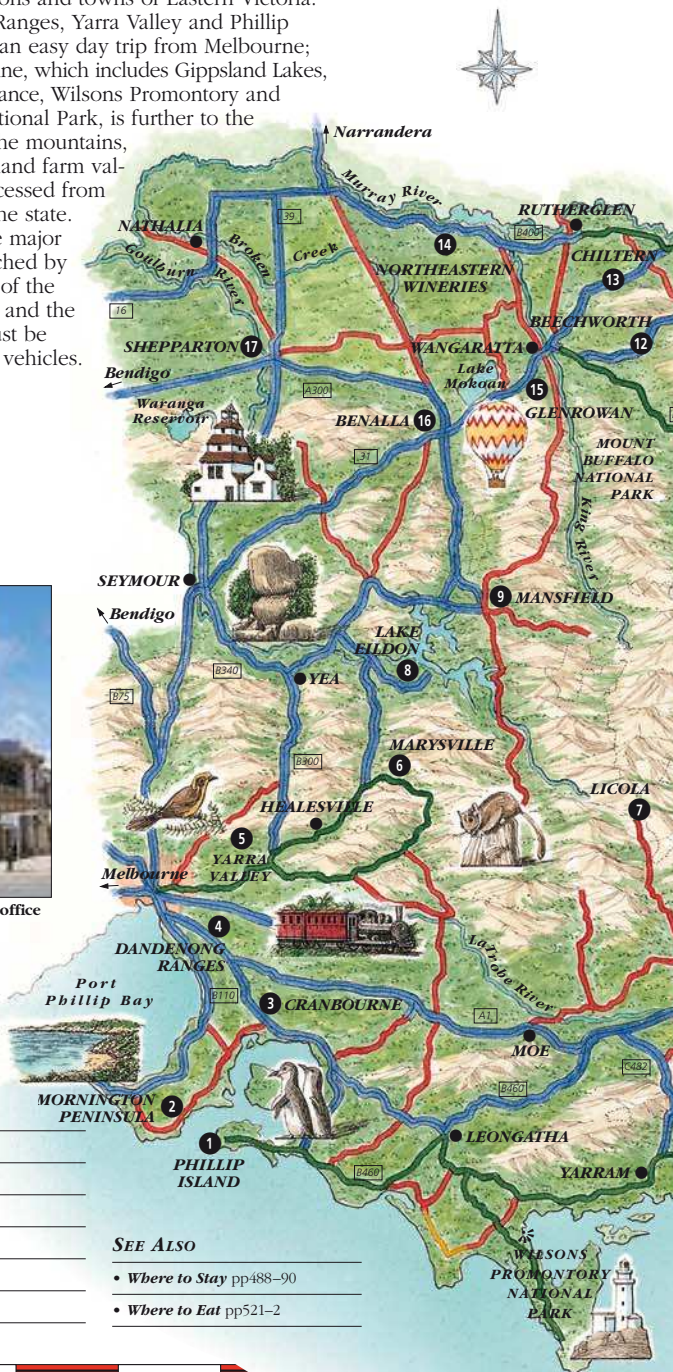 ons and towns of Eastern Victoria.
Ranges, Yarra Valley and Phillip
an easy day trip from Melbourne;
ne, which includes Gippsland Lakes,
ance, Wilsons Promontory and
tional Park, is further to the
ne mountains,
and farm val-
cessed from
he state.
e major
ched by
of the
and the
ust be
vehicles.
Narrandera
Murray River
RUTHERGLEN
NATHALIA
39
B400
Broken
Creek
14
NORTHEASTERN
WINERIES
CHILTERN
13
Goulburn
River
16
BEECHWORTH
12
SHEPPARTON 17
WANGARATTA
Bendigo
Lake
Mokoan
15
GLENROWAN
A300
Waranga
Reservoir
BENALLA 16
31
MOUNT
BUFFALO
NATIONAL
PARK
King River
SEYMOUR
9 MANSFIELD
Bendigo
LAKE
EILDON
8
B340
YEA
B75
B300
MARYSVILLE
6
LICOLA
7
HEALESVILLE
5
YARRA
VALLEY
Melbourne
office
4
DANDENONG
RANGES
LaTrobe River
Port
Phillip Bay
B110
3 CRANBOURNE
A1
MOE
C482
B460
MORNINGTON
PENINSULA 2
1
PHILLIP
ISLAND
LEONGATHA
B460
YARRAM
SEE ALSO
• Where to Stay pp488–90
• Where to Eat pp521–2
WILSONS
PROMONTORY
NATIONAL
PARK